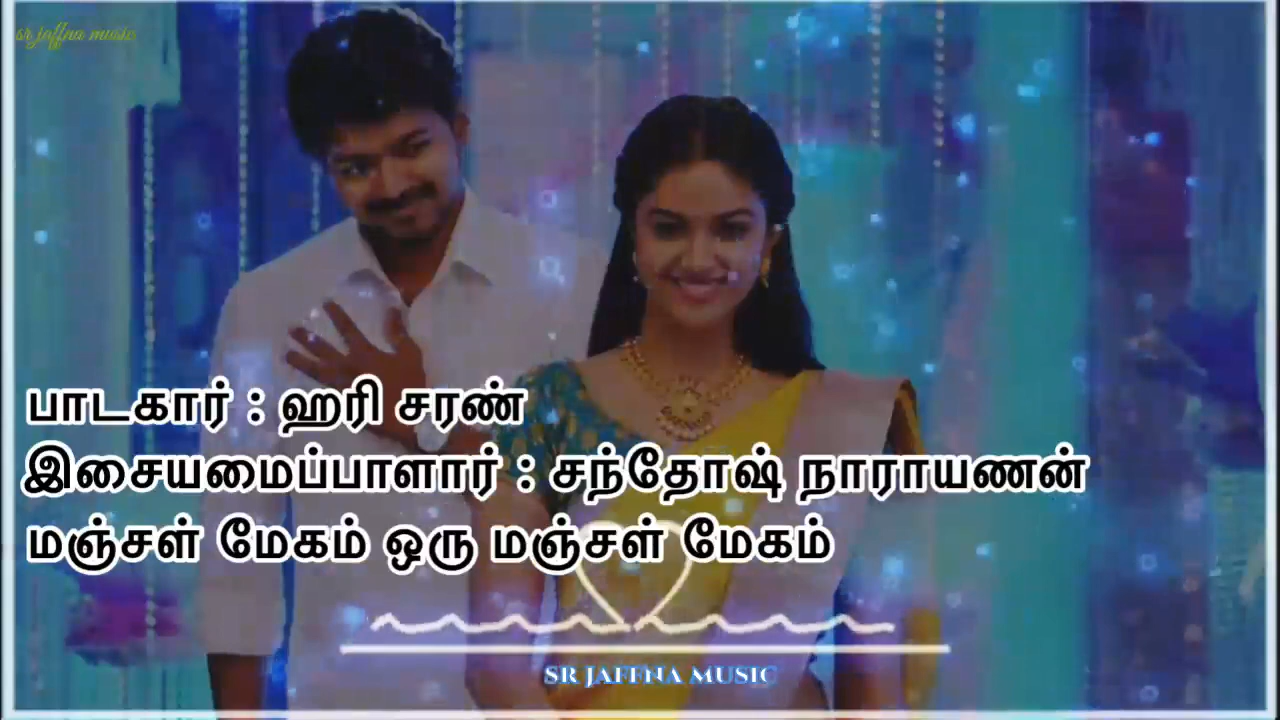 sr jaffna music
பாடகார் : ஹரி சரண்
இசையமைப்பாளார் : சந்தோஷ் நாராயணன்
மஞ்சள் மேகம் ஒரு மஞ்சள் மேகம்
SR JAFFNA MUSIC